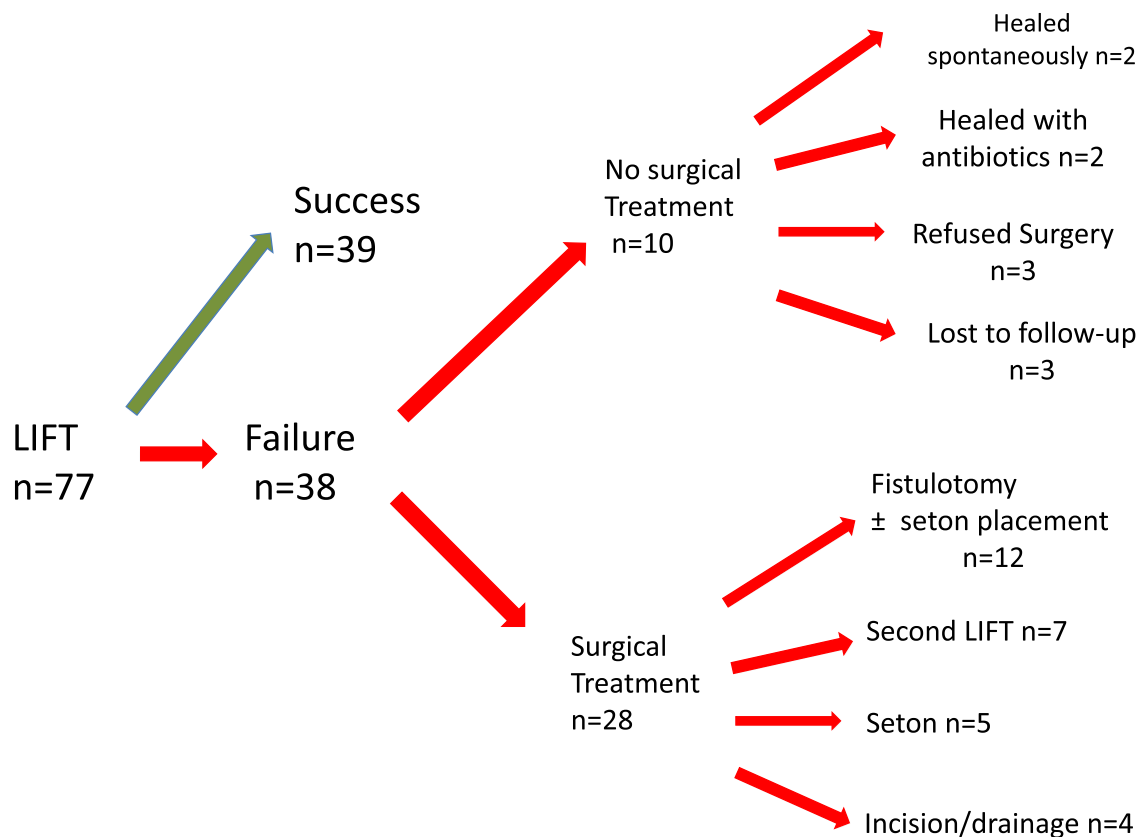 LIFT
n=77
Success
n=39
Failure
n=38
No surgical
Treatment
n=10
Healed
spontaneously n=2
Healed with
antibiotics n=2
Refused Surgery
n=3
Lost to follow-up
n=3
Surgical
Treatment
n=28
Fistulotomy
± seton placement
n=12
Second LIFT n=7
Seton n=5
Incision/drainage n=4